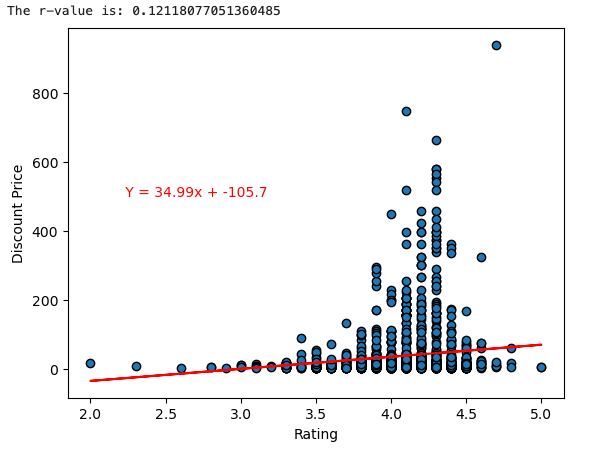 The r-value is: 0.12118077051360485
800
600
400
200
0
Discount Price
Y = 34.99x + -105.7
2.0 2.5 3.0 3.5 4.0 4.5 5.0
Rating